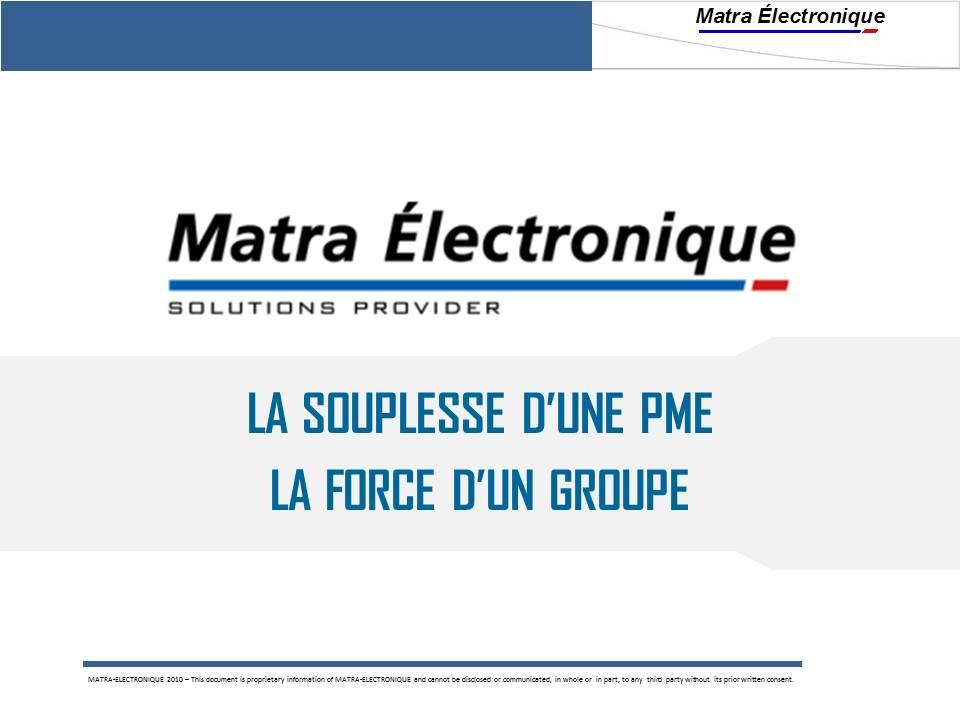 Matra Électronique
Matra Électronique
SOLUTIONS PROVIDER
LA SOUPLESSE D’UNE PME
LA FORCE D’UN GROUPE
MATRA-ELECTRONIQUE 2010 – This document is proprietary information of MATRA-ELECTRONIQUE and cannot be disclosed or communicated, in whole or in part, to any third party without its prior written consent.